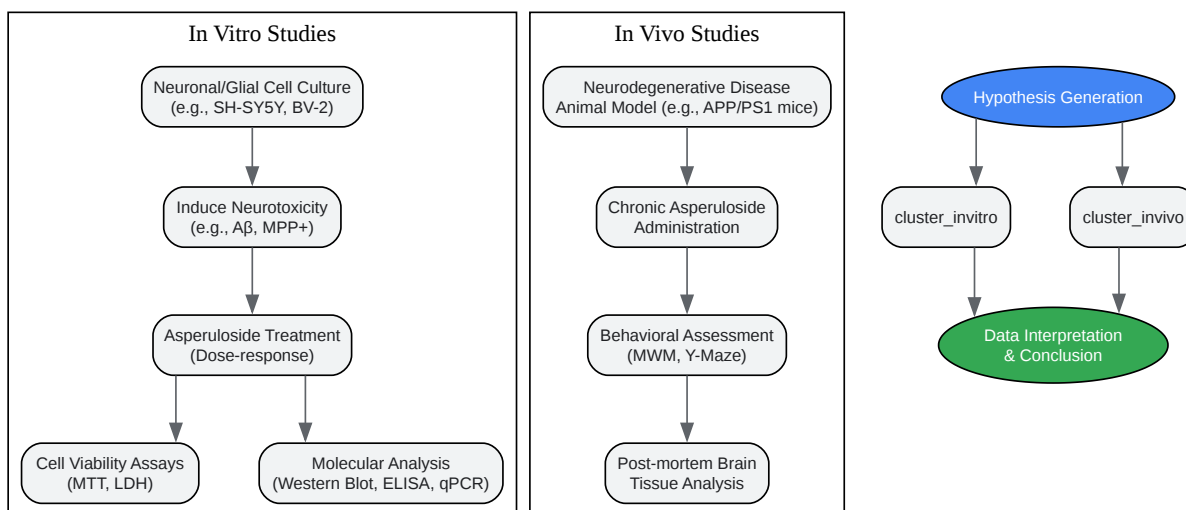 In Vitro Studies
Neuronal/Glial Cell Culture
(e.g., SH-SY5Y, BV-2)
Induce Neurotoxicity
(e.g., Aβ, MPP+)
Asperuloside Treatment
(Dose-response)
Cell Viability Assays
(MTT, LDH)
Molecular Analysis
(Western Blot, ELISA, qPCR)
In Vivo Studies
Neurodegenerative Disease
Animal Model (e.g., APP/PS1 mice)
Chronic Asperuloside
Administration
Behavioral Assessment
(MWM, Y-Maze)
Post-mortem Brain
Tissue Analysis
Hypothesis Generation
cluster_invitro
cluster_invivo
Data Interpretation
& Conclusion